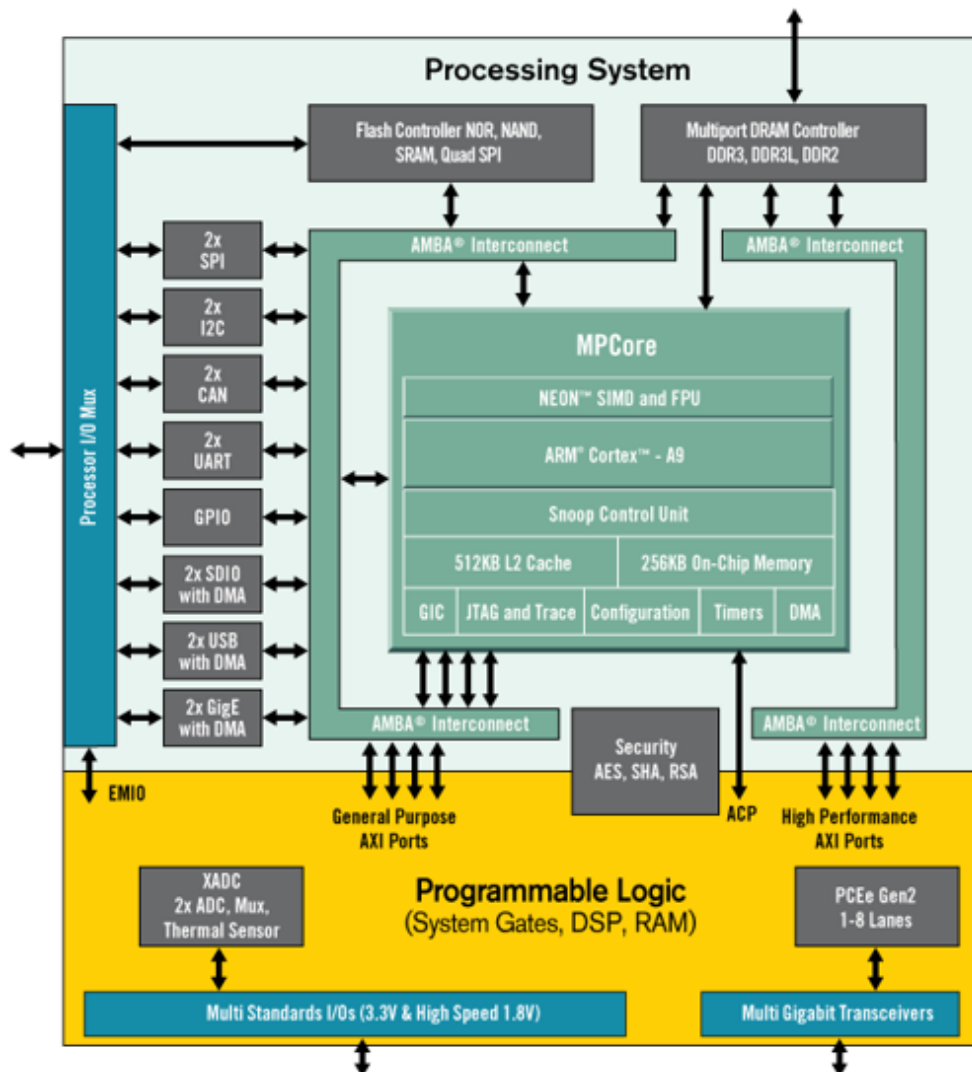 Processing System
Flash Controller NOR, NAND,
SRAM, Quad SPI
Multiport DRAM Controller
DDR3, DDR3L, DDR2
Processor I/O Mux
2x
SPI
2x
I2C
2x
CAN
2x
UART
GPIO
2x SDIO
with DMA
2x USB
with DMA
2x GigE
with DMA
AMBA® Interconnect
AMBA® Interconnect
MPCore
NEON™ SIMD and FPU
ARM® Cortex™ - A9
Snoop Control Unit
512KB L2 Cache
256KB On-Chip Memory
GIC
JTAG and Trace
Configuration
Timers
DMA
AMBA® Interconnect
AMBA® Interconnect
Security
AES, SHA, RSA
EMIO
General Purpose
AXI Ports
ACP
High Performance
AXI Ports
XADC
2x ADC, Mux,
Thermal Sensor
Programmable Logic
(System Gates, DSP, RAM)
PCEe Gen2
1-8 Lanes
Multi Standards I/Os (3.3V & High Speed 1.8V)
Multi Gigabit Transceivers